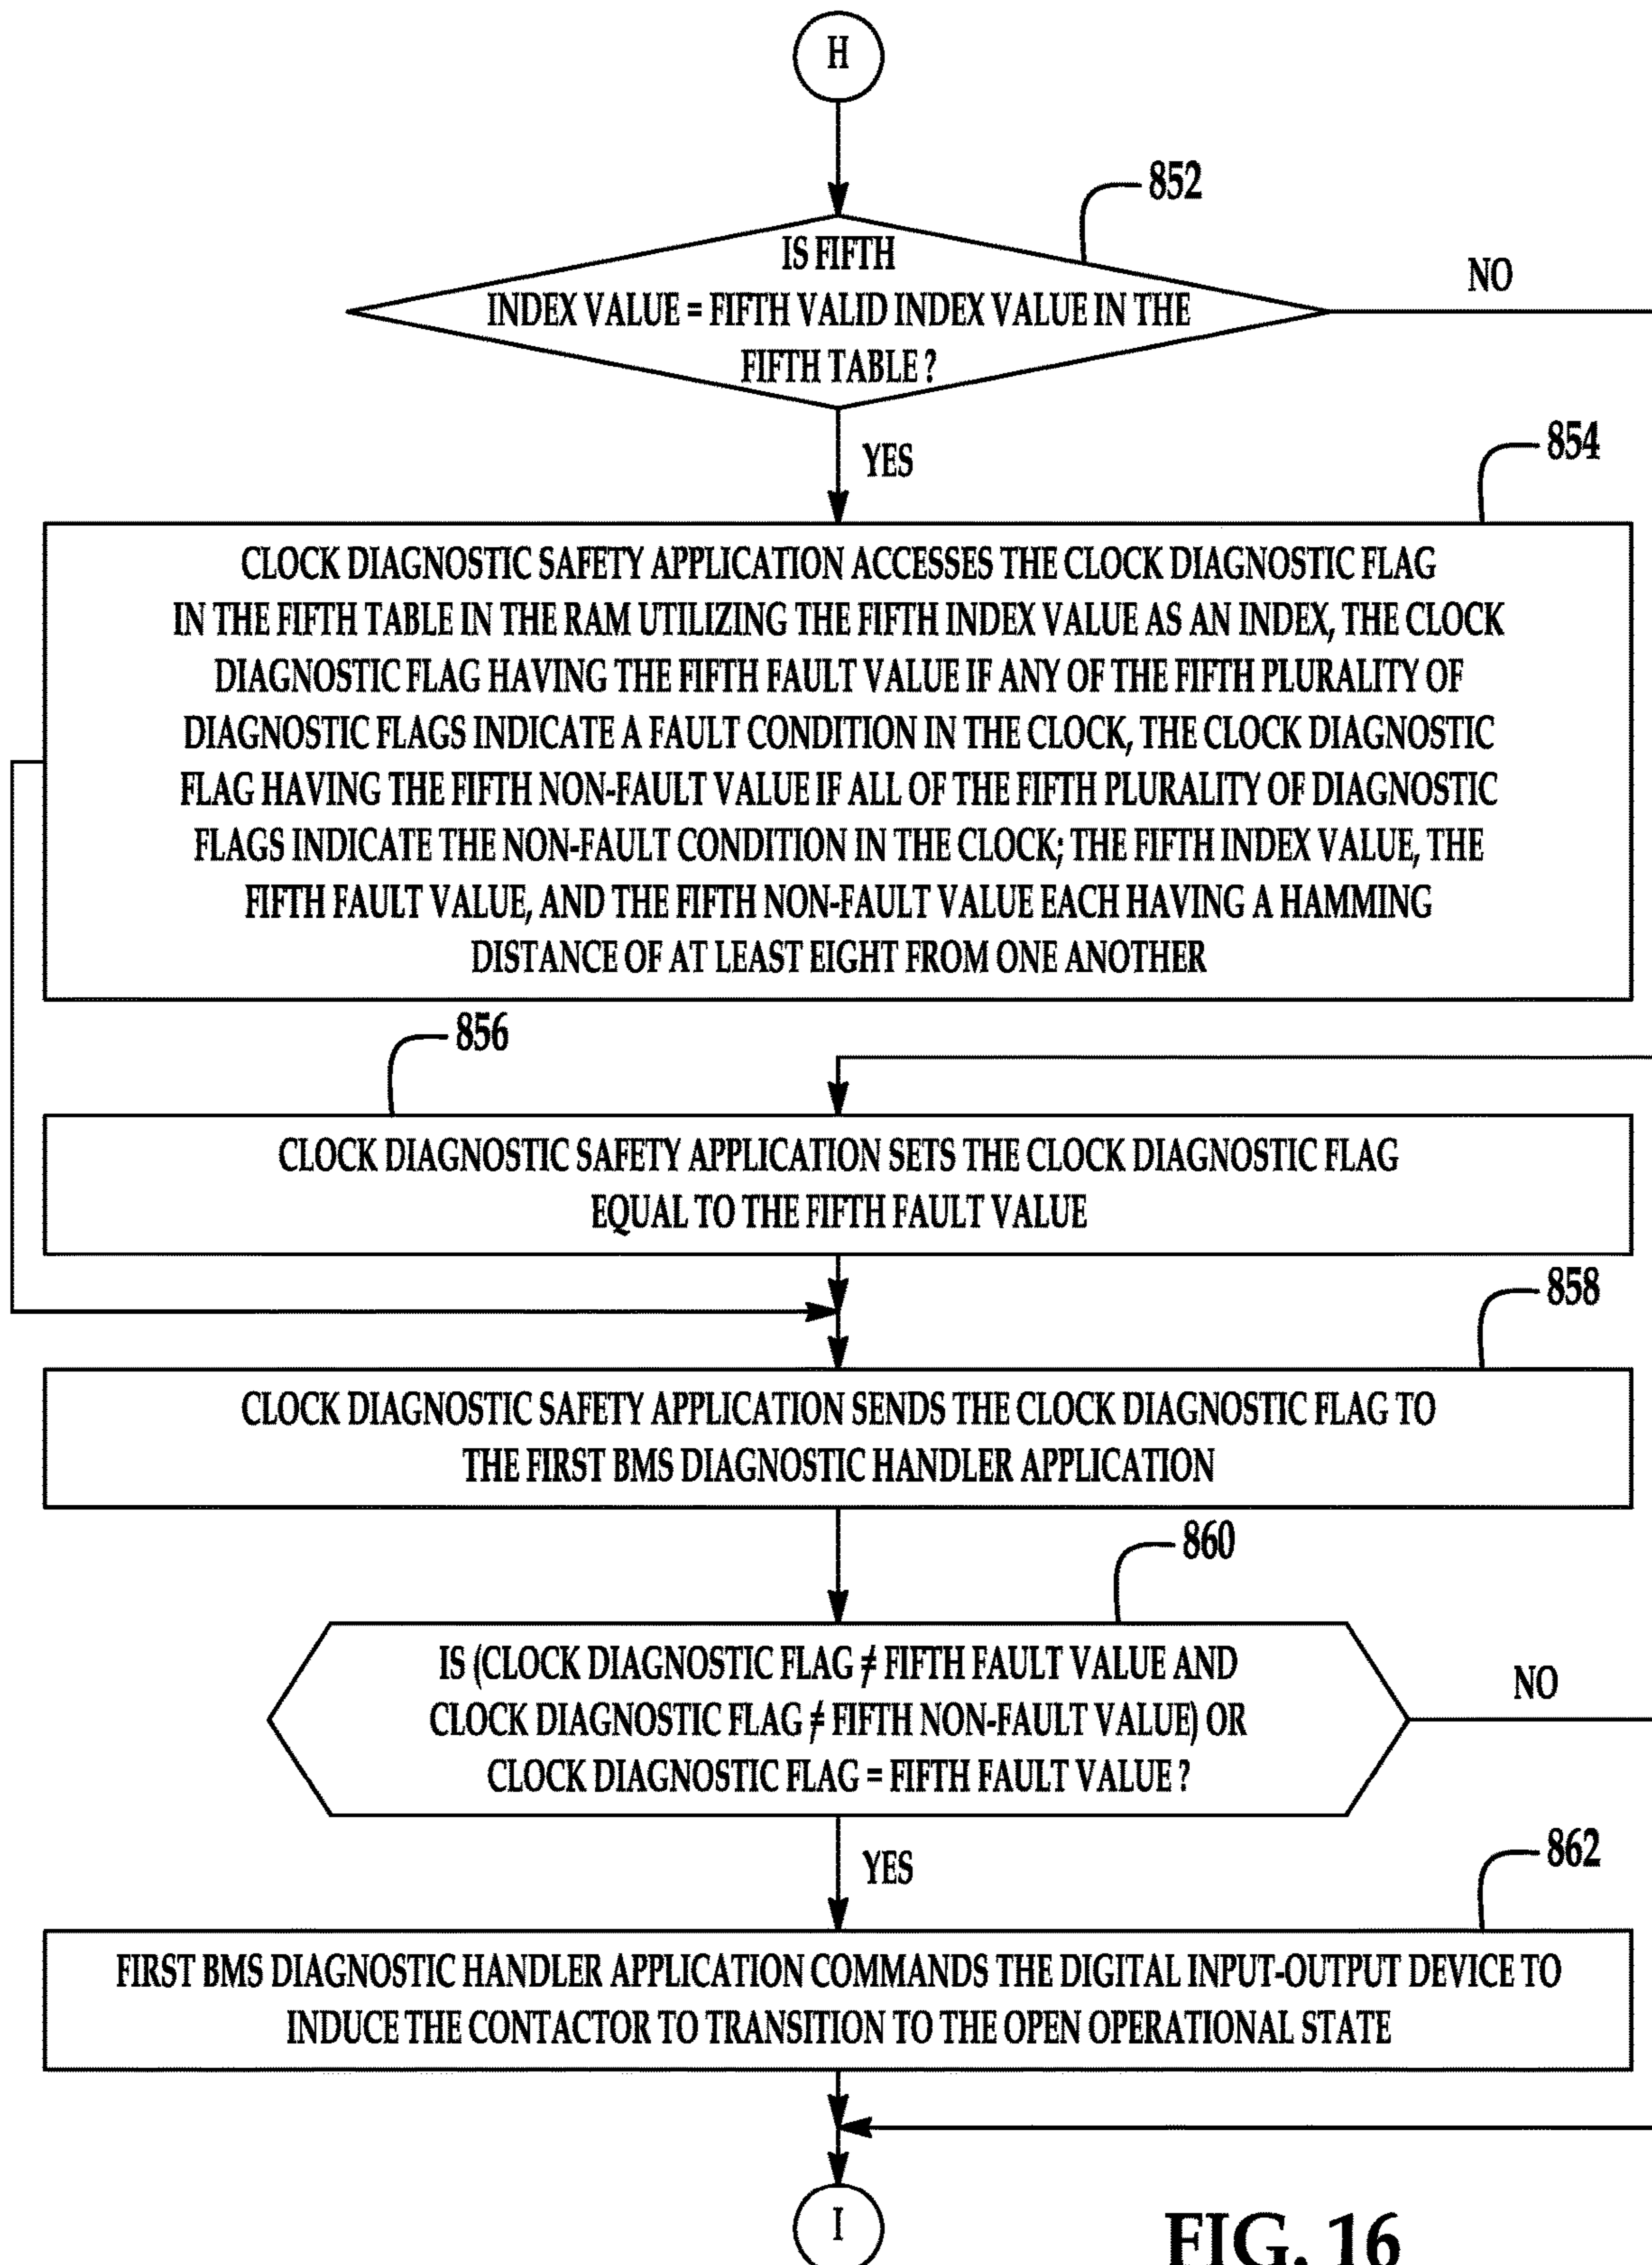 H
852
IS FIFTH
INDEX VALUE = FIFTH VALID INDEX VALUE IN THE
FIFTH TABLE ?
NO
YES
854
CLOCK DIAGNOSTIC SAFETY APPLICATION ACCESSES THE CLOCK DIAGNOSTIC FLAG
IN THE FIFTH TABLE IN THE RAM UTILIZING THE FIFTH INDEX VALUE AS AN INDEX, THE CLOCK
DIAGNOSTIC FLAG HAVING THE FIFTH FAULT VALUE IF ANY OF THE FIFTH PLURALITY OF
DIAGNOSTIC FLAGS INDICATE A FAULT CONDITION IN THE CLOCK, THE CLOCK DIAGNOSTIC
FLAG HAVING THE FIFTH NON-FAULT VALUE IF ALL OF THE FIFTH PLURALITY OF DIAGNOSTIC
FLAGS INDICATE THE NON-FAULT CONDITION IN THE CLOCK; THE FIFTH INDEX VALUE, THE
FIFTH FAULT VALUE, AND THE FIFTH NON-FAULT VALUE EACH HAVING A HAMMING
DISTANCE OF AT LEAST EIGHT FROM ONE ANOTHER
856
CLOCK DIAGNOSTIC SAFETY APPLICATION SETS THE CLOCK DIAGNOSTIC FLAG
EQUAL TO THE FIFTH FAULT VALUE
858
CLOCK DIAGNOSTIC SAFETY APPLICATION SENDS THE CLOCK DIAGNOSTIC FLAG TO
THE FIRST BMS DIAGNOSTIC HANDLER APPLICATION
860
IS (CLOCK DIAGNOSTIC FLAG ≠ FIFTH FAULT VALUE AND
CLOCK DIAGNOSTIC FLAG ≠ FIFTH NON-FAULT VALUE) OR
CLOCK DIAGNOSTIC FLAG = FIFTH FAULT VALUE ?
NO
YES
862
FIRST BMS DIAGNOSTIC HANDLER APPLICATION COMMANDS THE DIGITAL INPUT-OUTPUT DEVICE TO
INDUCE THE CONTACTOR TO TRANSITION TO THE OPEN OPERATIONAL STATE
I
FIG. 16